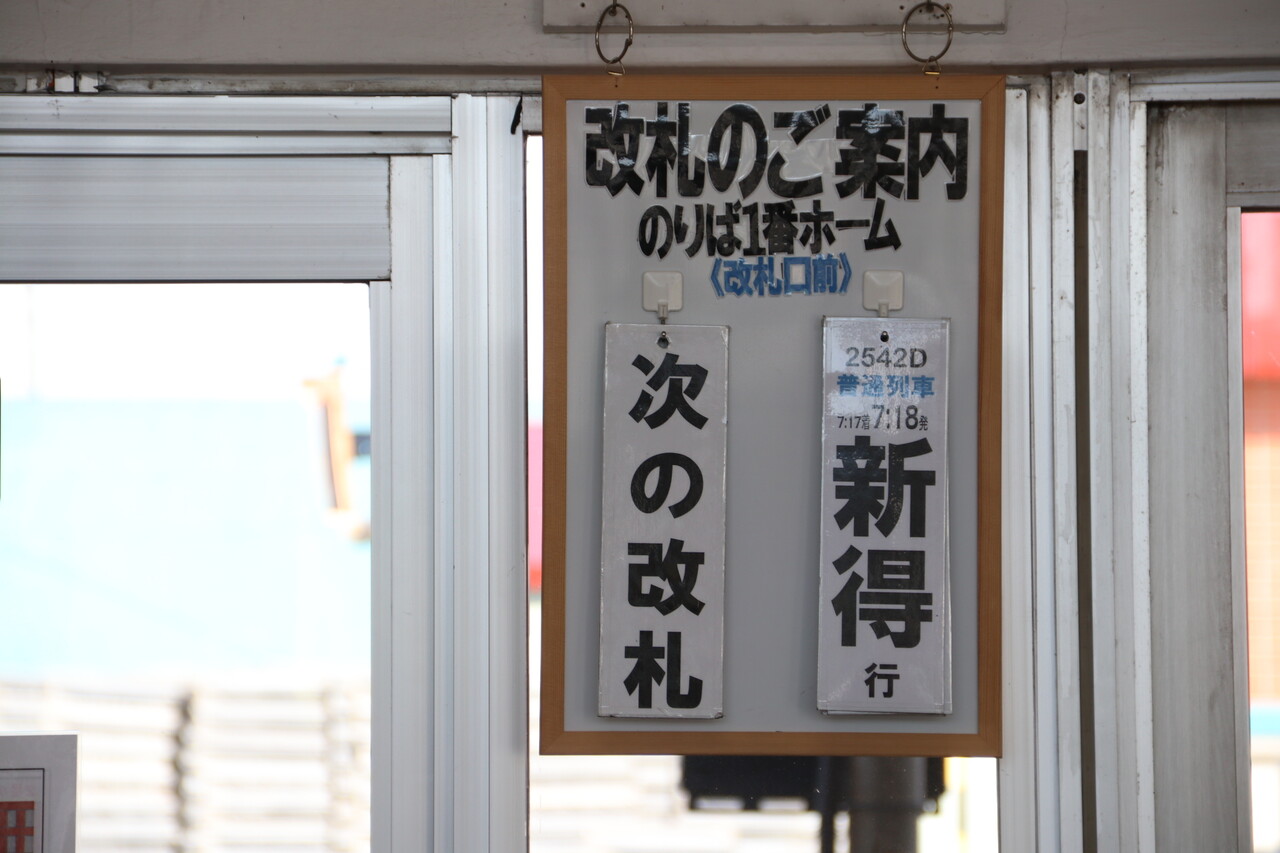 改札のご案内
のりば1番ホーム
《改札口前》
次の改札
2542D
普通列車
7:17着7:18発
新得
行